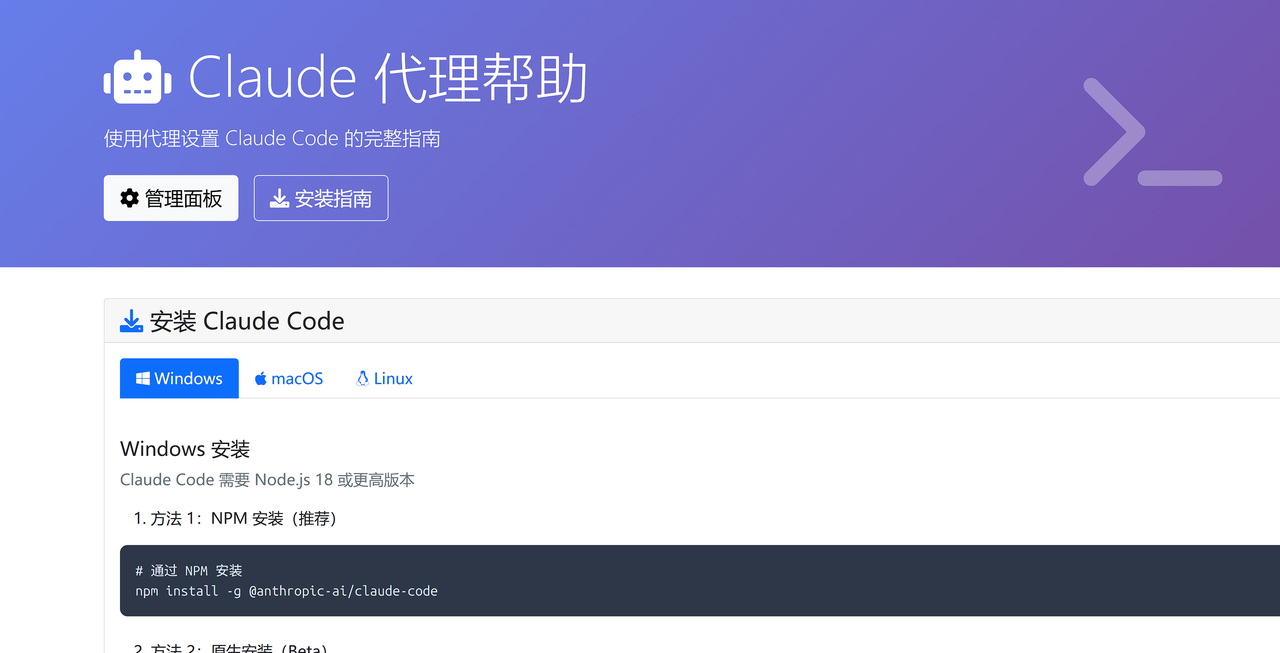 Claude 代理帮助
使用代理设置 Claude Code 的完整指南
管理面板
安装指南
安装 Claude Code
Windows
macOS
Linux
Windows 安装
Claude Code 需要 Node.js 18 或更高版本
1. 方法 1：NPM 安装（推荐）
# 通过 NPM 安装
npm install -g @anthropic-ai/claude-code
2. 方法 2：原生安装（Beta）